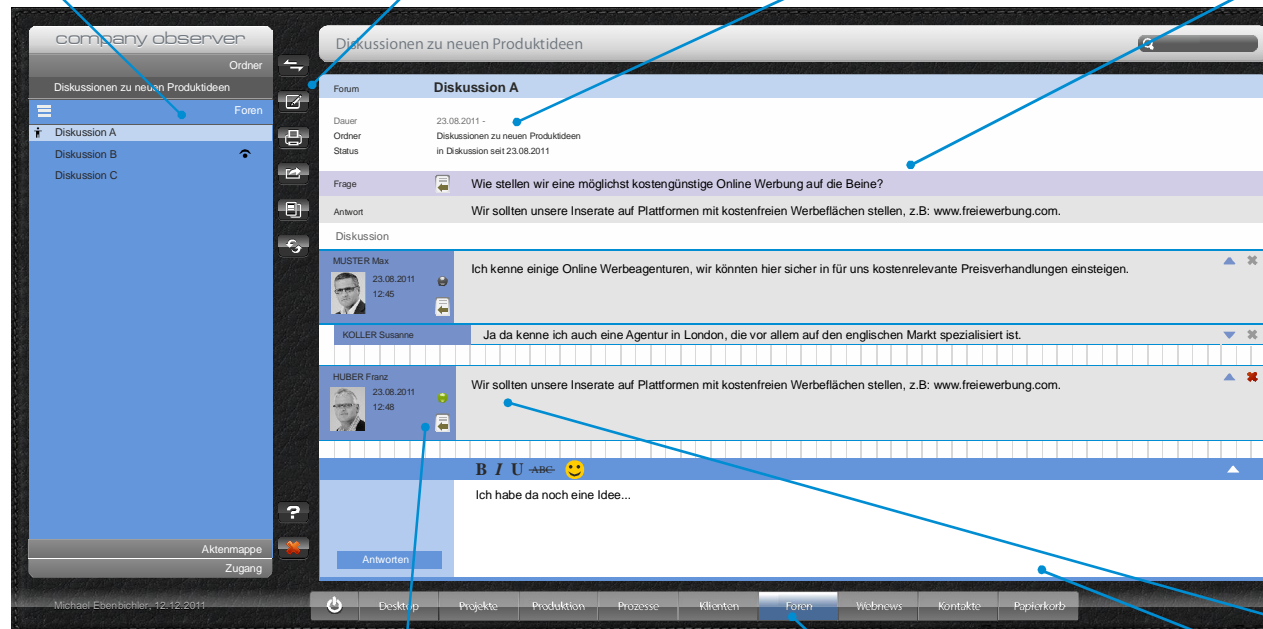 company observer
Ordner
Diskussionen zu neuen Produktideen
Foren
Diskussion A
Diskussion B
Diskussion C
Aktenmappe
Zugang
Michael Ebenbichler, 12.12.2011
Diskussionen zu neuen Produktideen
Forum Diskussion A
Dauer 23.08.2011 -
Ordner Diskussionen zu neuen Produktideen
Status in Diskussion seit 23.08.2011
Frage Wie stellen wir eine möglichst kostengünstige Online Werbung auf die Beine?
Antwort Wir sollten unsere Inserate auf Plattformen mit kostenfreien Werbeflächen stellen, z.B: www.freiewerbung.com.
Diskussion
MUSTER Max
23.08.2011
12:45
Ich kenne einige Online Werbeagenturen, wir könnten hier sicher in für uns kostenrelevante Preisverhandlungen einsteigen.
KOLLER Susanne Ja da kenne ich auch eine Agentur in London, die vor allem auf den englischen Markt spezialisiert ist.
HUBER Franz
23.08.2011
12:48
Wir sollten unsere Inserate auf Plattformen mit kostenfreien Werbeflächen stellen, z.B: www.freiewerbung.com.
B I U ABC
Ich habe da noch eine Idee...
Antworten
?
Desktop Projekte Produktion Prozesse Klienten Foren Webnews Kontakte Papierkorb